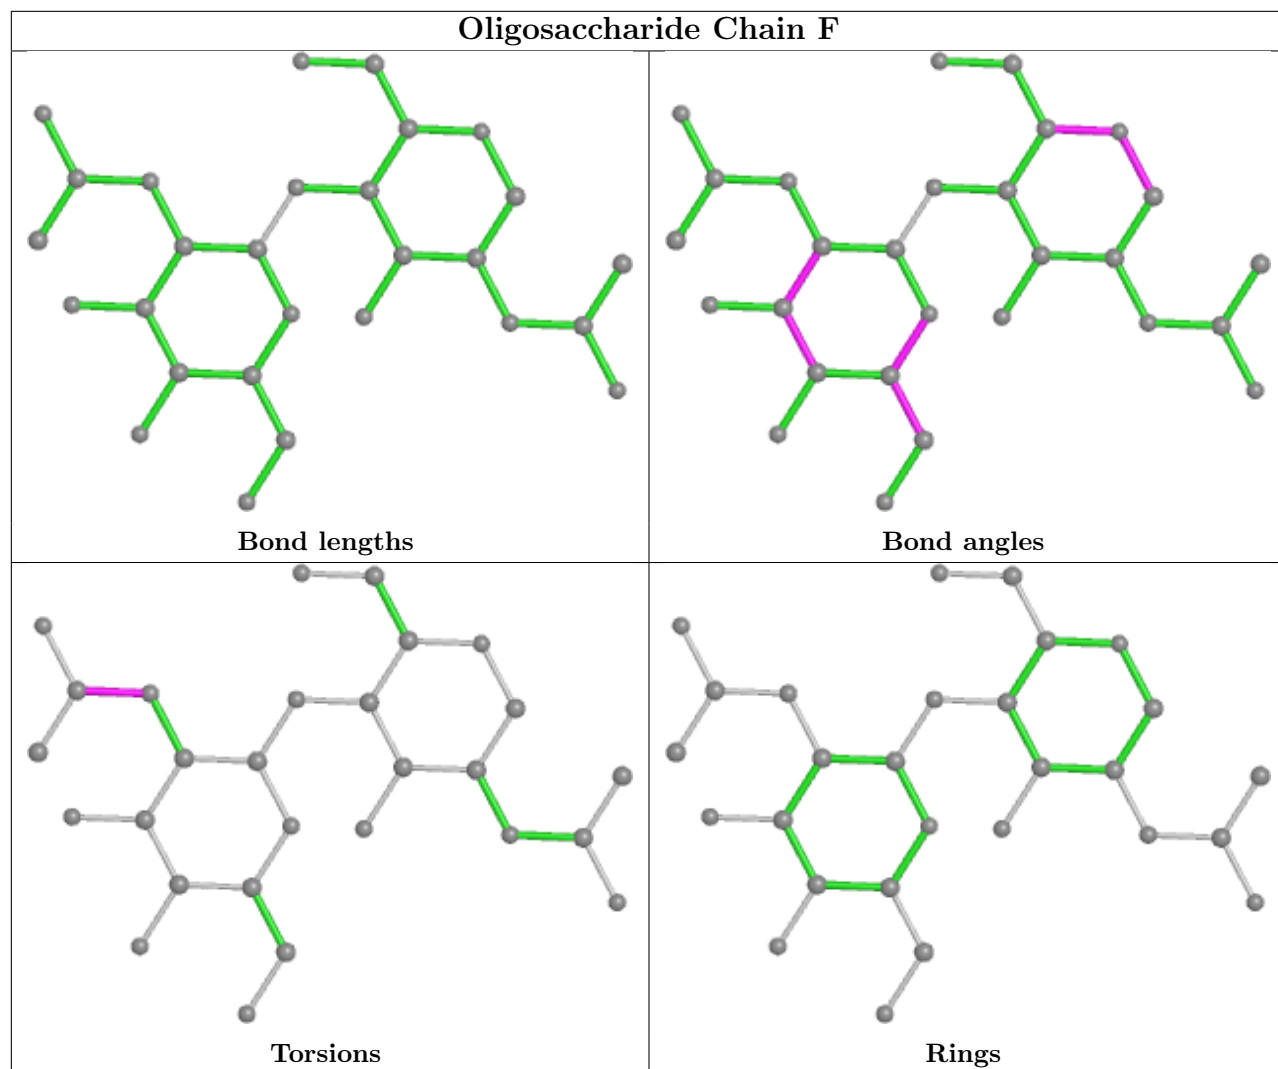 Oligosaccharide Chain F
Bond lengths
Bond angles
Torsions
Rings